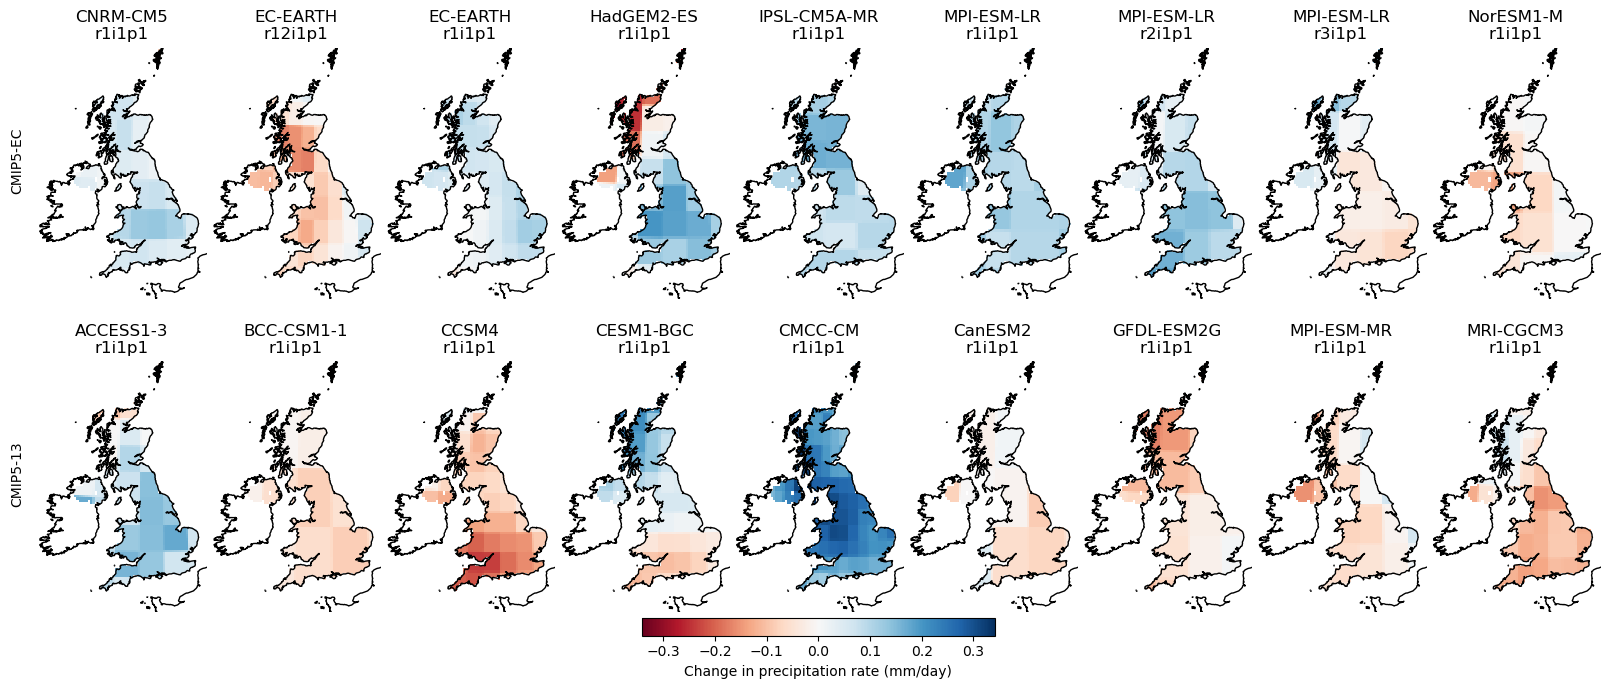 CNRM-CM5 EC-EARTH EC-EARTH HadGEM2-ES IPSL-CM5A-MR MPI-ESM-LR MPI-ESM-LR MPI-ESM-LR NorESM1-M
r1i1p1 r12i1p1 r1i1p1 r1i1p1 r1i1p1 r1i1p1 r2i1p1 r3i1p1 r1i1p1
CMIP5-EC
ACCESS1-3 BCC-CSM1-1 CCSM4 CESM1-BGC CMCC-CM CanESM2 GFDL-ESM2G MPI-ESM-MR MRI-CGCM3
r1i1p1 r1i1p1 r1i1p1 r1i1p1 r1i1p1 r1i1p1 r1i1p1 r1i1p1 r1i1p1
CMIP5-13
−0.3 −0.2 −0.1 0.0 0.1 0.2 0.3
Change in precipitation rate (mm/day)